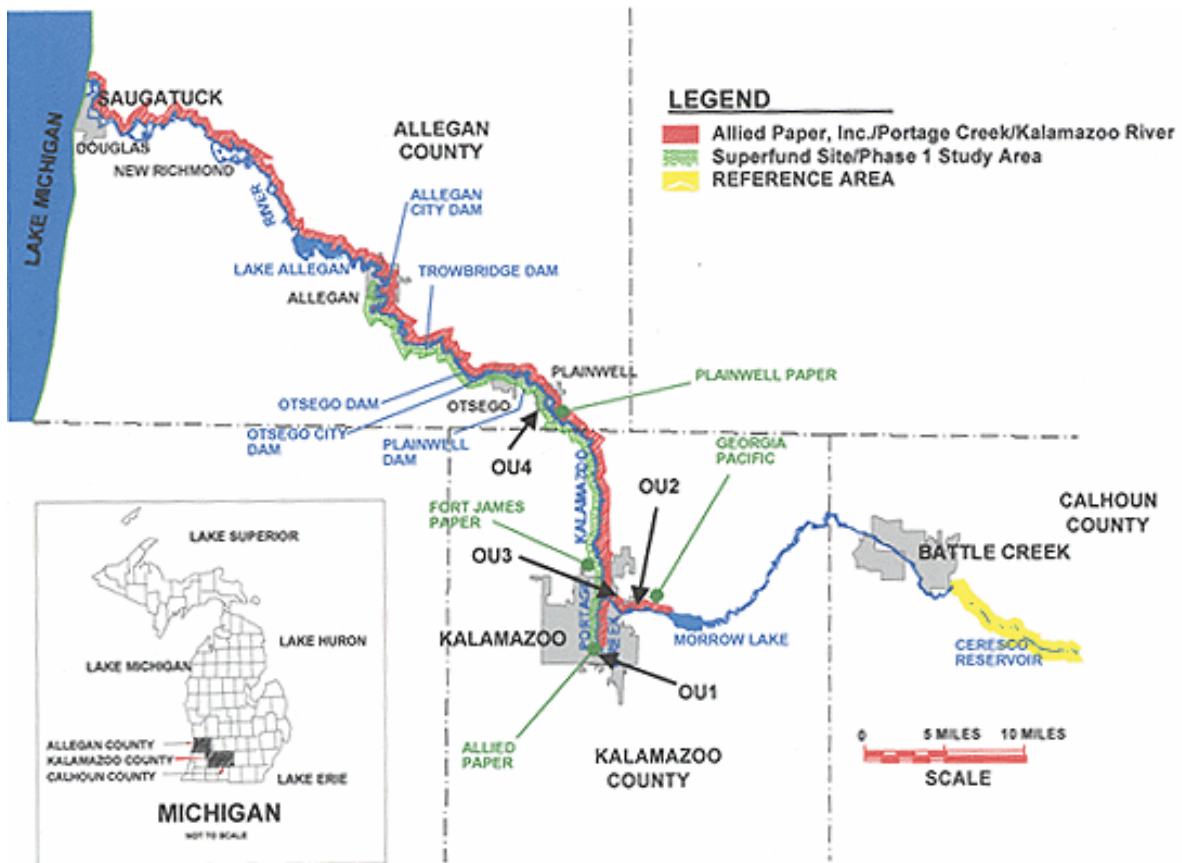 SAUGATUCK
DOUGLAS
NEW RICHMOND
LAKE MICHIGAN
RIVER
ALLEGAN
COUNTY
ALLEGAN
CITY DAM
LAKE ALLEGAN
TROWBRIDGE DAM
ALLEGAN
LEGEND
Allied Paper, Inc./Portage Creek/Kalamazoo River
Superfund Site/Phase 1 Study Area
REFERENCE AREA
PLAINWELL
PLAINWELL PAPER
OTSEGO DAM
OTSEGO
OTSEGO CITY
DAM
PLAINWELL
DAM
OU4
KALAMAZOO
GEORGIA
PACIFIC
OU2
FORT JAMES
PAPER
OU3
CALHOUN
COUNTY
BATTLE CREEK
PORTAGE
CREEK
KALAMAZOO
MORROW LAKE
CERESCO
RESERVOIR
OU1
ALLIED
PAPER
KALAMAZOO
COUNTY
0 5 MILES 10 MILES
SCALE
LAKE SUPERIOR
LAKE HURON
LAKE MICHIGAN
ALLEGAN COUNTY
KALAMAZOO COUNTY
CALHOUN COUNTY
LAKE ERIE
MICHIGAN
NOT TO SCALE